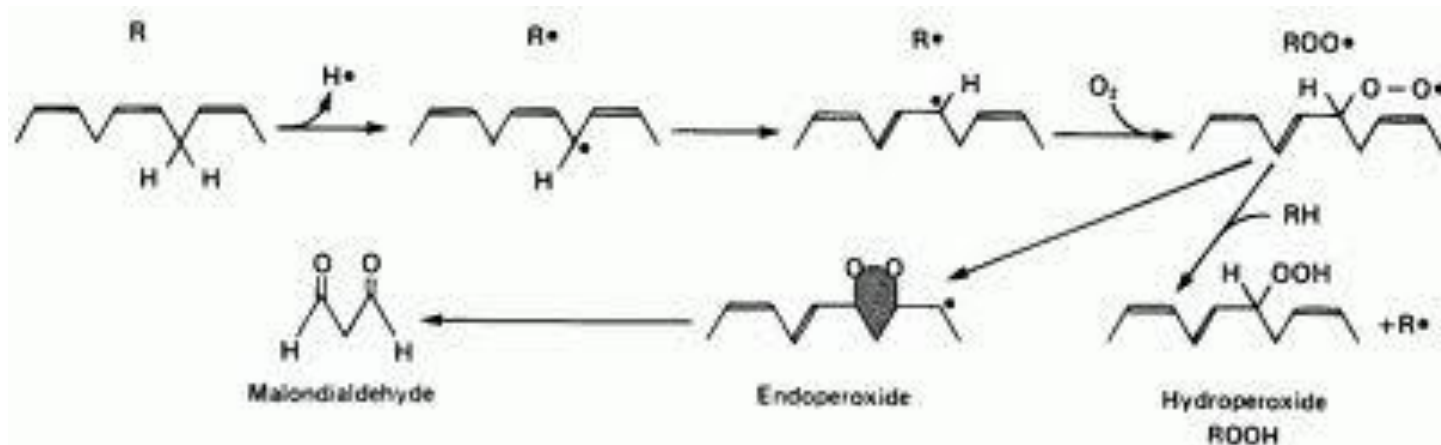 R
R•
R•
ROO•
H•
H
O₂
H
O–O•
H
H
H
RH
O
O
O–O
H
OOH
+R•
H
H
Malondialdehyde
Endoperoxide
Hydroperoxide
ROOH